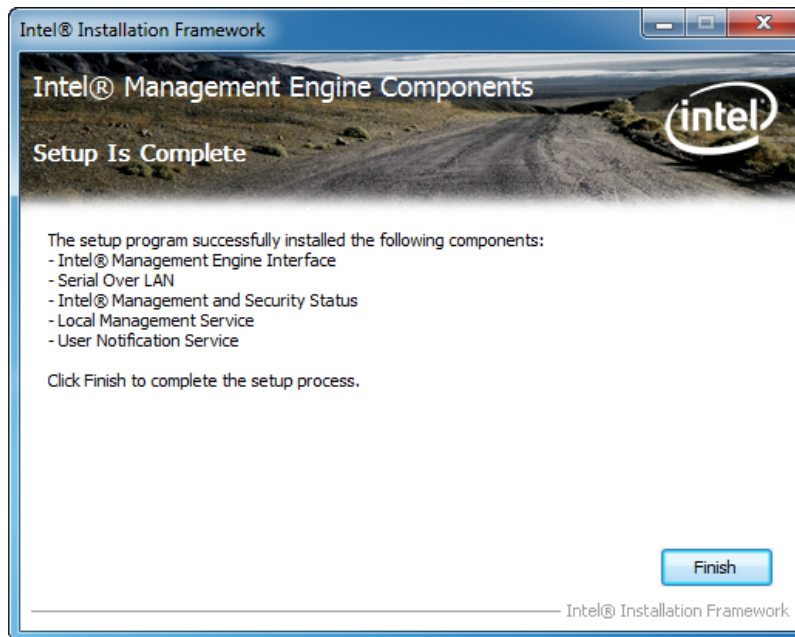 Intel® Installation Framework
Intel® Management Engine Components
intel
Setup Is Complete
The setup program successfully installed the following components:
- Intel® Management Engine Interface
- Serial Over LAN
- Intel® Management and Security Status
- Local Management Service
- User Notification Service
Click Finish to complete the setup process.
Finish
Intel® Installation Framework